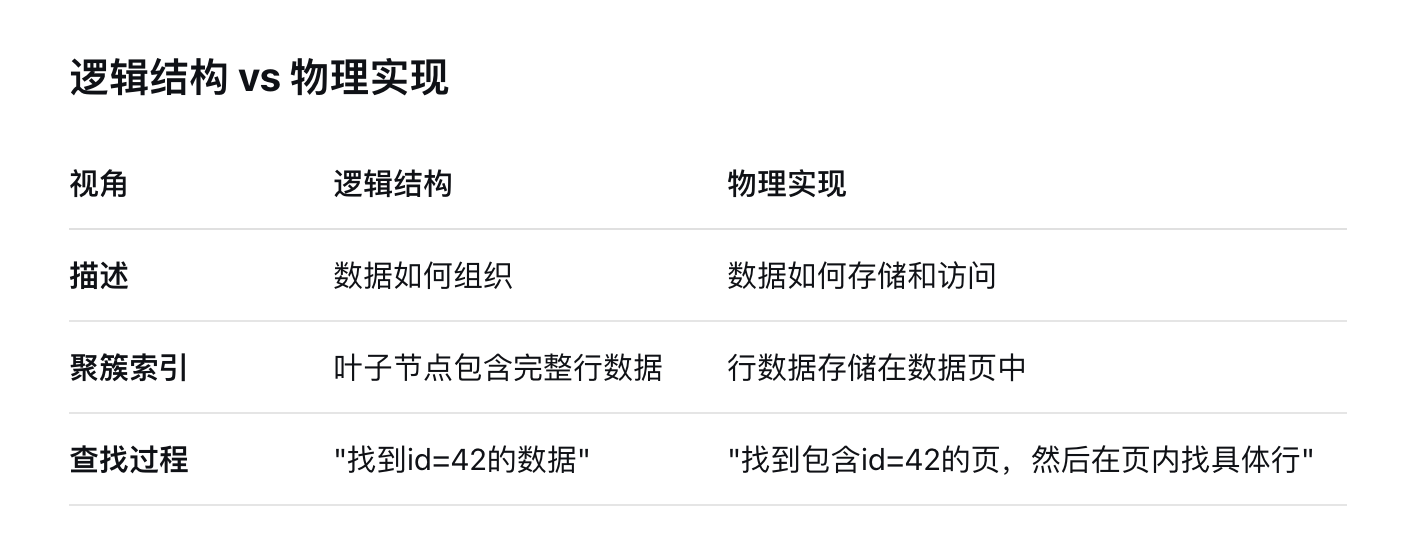 逻辑结构 vs 物理实现
视角 逻辑结构 物理实现
描述 数据如何组织 数据如何存储和访问
聚簇索引 叶子节点包含完整行数据 行数据存储在数据页中
查找过程 "找到id=42的数据" "找到包含id=42的页，然后在页内找具体行"